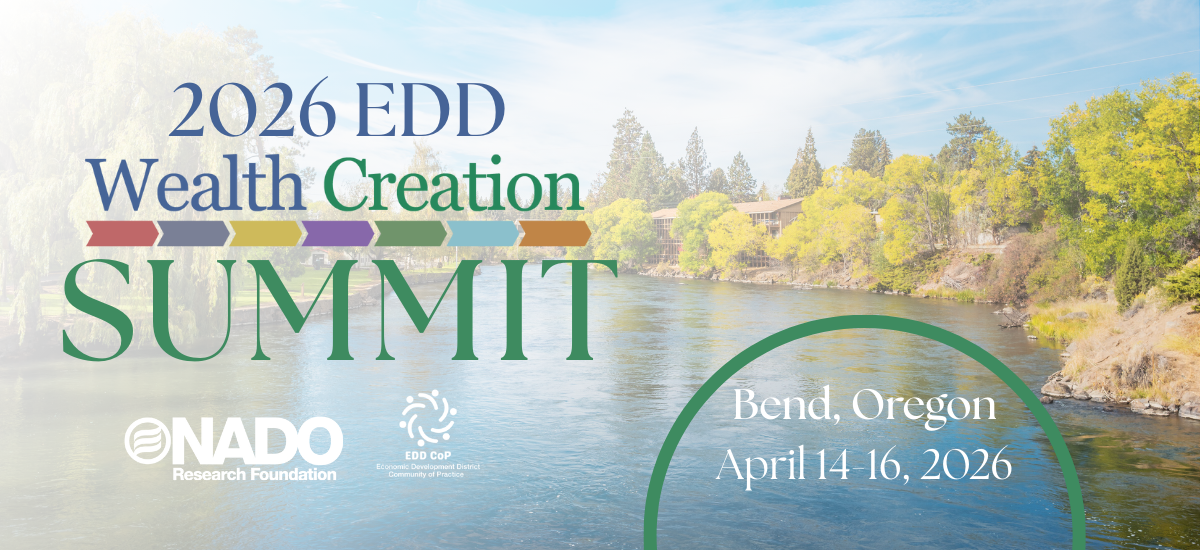 2026 EDD
Wealth Creation
SUMMIT
NADO
Research Foundation
EDD CoP
Economic Development District
Community of Practice
Bend, Oregon
April 14-16, 2026